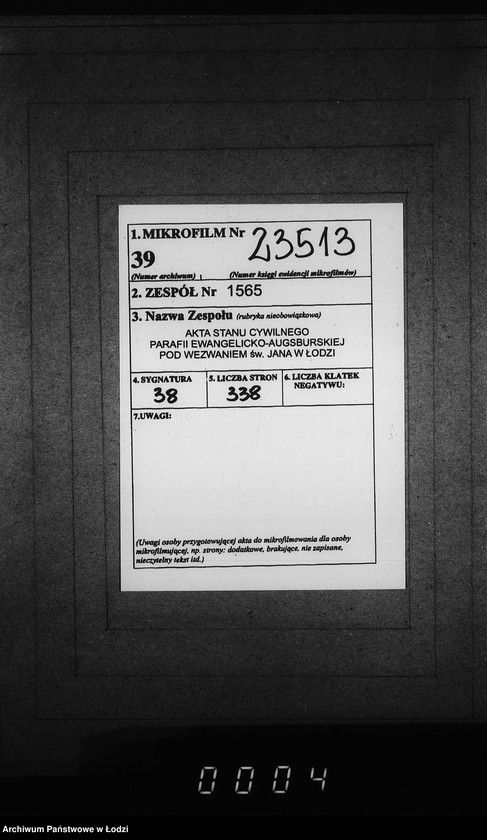 1. MIKROFILM Nr 23513
39
(Numer archiwum) (Numer księgi ewidencji mikrofilmów)
2. ZESPÓŁ Nr 1565
3. Nazwa Zespołu (rubryka nieobowiązkowa)
AKTA STANU CYWILNEGO
PARAFII EWANGELICKO-AUGSBURSKIEJ
POD WEZWANIEM św. JANA W ŁODZI
4. SYGNATURA 5. LICZBA STRON 6. LICZBA KLATEK
NEGATYWU:
38 338
7.UWAGI:
(Uwagi osoby przygotowującej akta do mikrofilmowania dla osoby
mikrofilmującej, np. strony: dodatkowe, brakujące, nie zapisane,
nieczytelny tekst itd.)
0004
Archiwum Państwowe w Łodzi